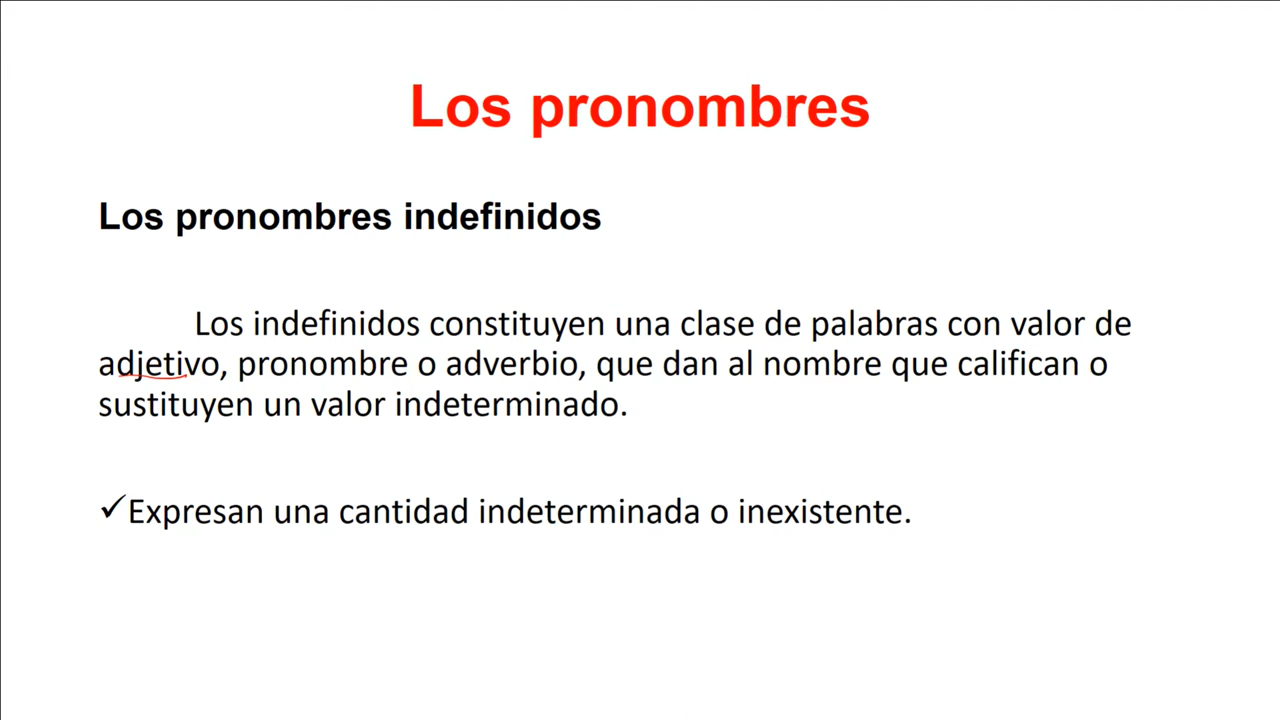 Los pronombres
Los pronombres indefinidos
Los indefinidos constituyen una clase de palabras con valor de
adjetivo, pronombre o adverbio, que dan al nombre que califican o
sustituyen un valor indeterminado.
✓Expresan una cantidad indeterminada o inexistente.